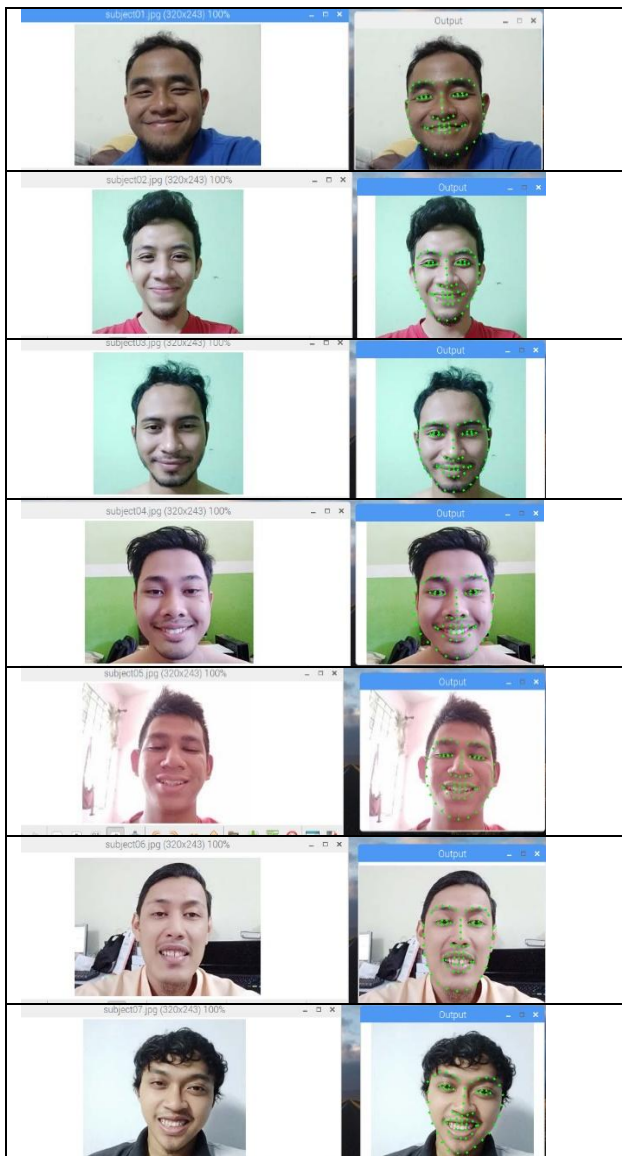 subject01.jpg (320x243) 100%
Output
subject02.jpg (320x243) 100%
Output
subject03.jpg (320x243) 100%
Output
subject04.jpg (320x243) 100%
Output
subject05.jpg (320x243) 100%
Output
subject06.jpg (320x243) 100%
Output
subject07.jpg (320x243) 100%
Output